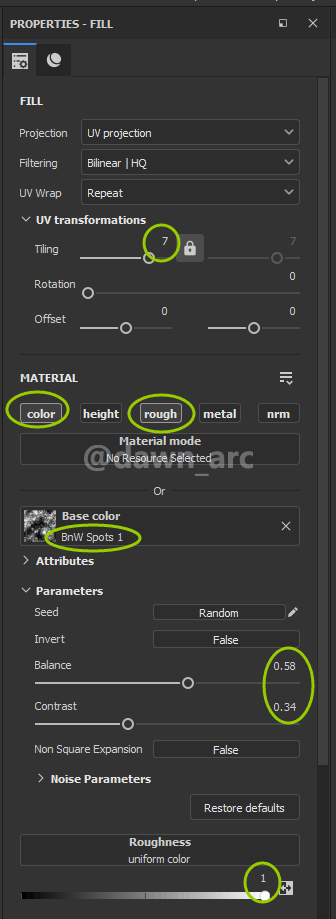 PROPERTIES - FILL
FILL
Projection UV projection
Filtering Bilinear | HQ
UV Wrap Repeat
UV transformations
Tiling 7 7
Rotation 0
Offset 0 0
MATERIAL
color height rough metal nrm
Material mode
No Resource Selected
@dawn_arc
Or
Base color
BnW Spots 1
Attributes
Parameters
Seed Random
Invert False
Balance 0.58
Contrast 0.34
Non Square Expansion False
Noise Parameters
Restore defaults
Roughness
uniform color
1